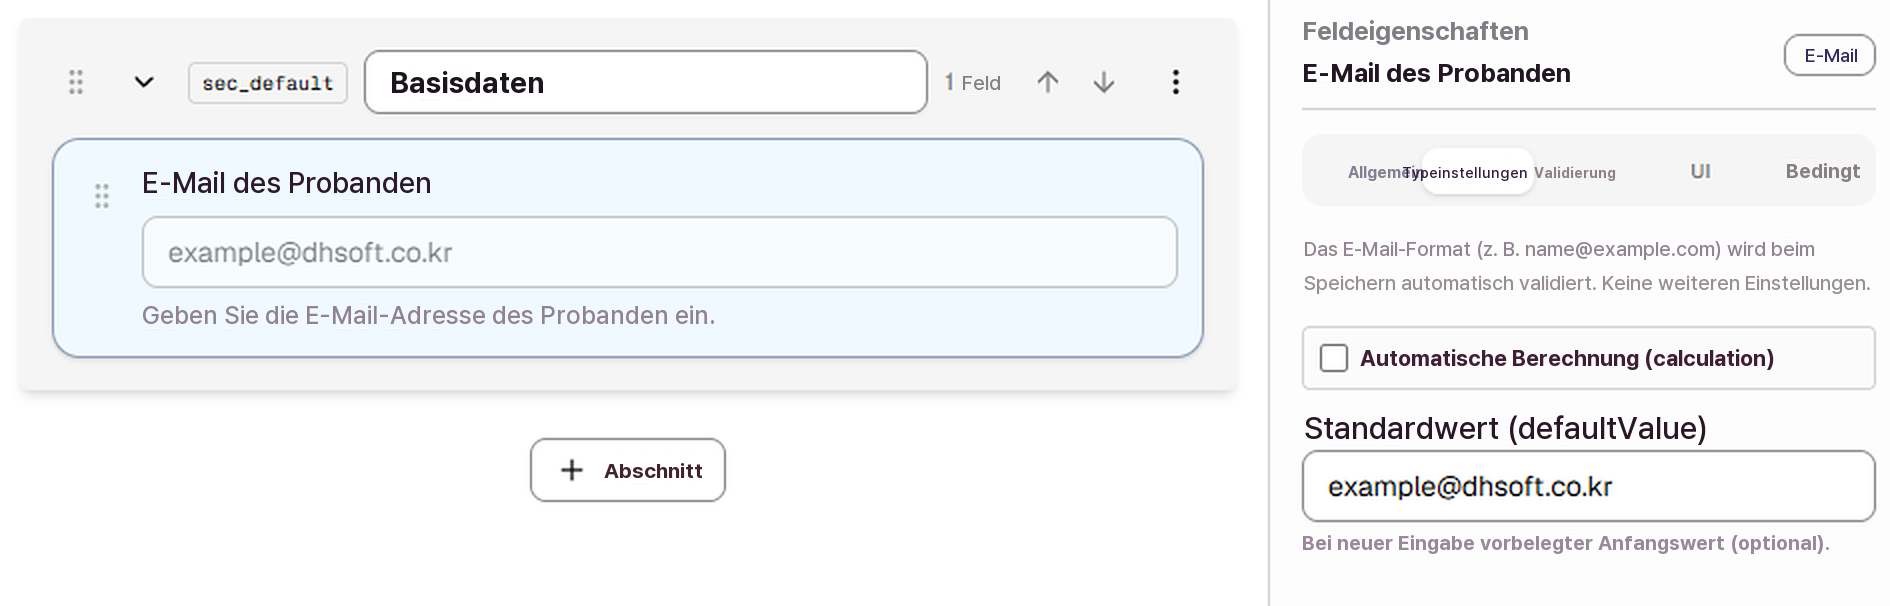 sec_default
Basisdaten
1 Feld
E-Mail des Probanden
example@dhsoft.co.kr
Geben Sie die E-Mail-Adresse des Probanden ein.
Abschnitt
Feldeigenschaften
E-Mail des Probanden
E-Mail
Allgemein Typeinstellungen Validierung UI Bedingt
Das E-Mail-Format (z. B. name@example.com) wird beim
Speichern automatisch validiert. Keine weiteren Einstellungen.
Automatische Berechnung (calculation)
Standardwert (defaultValue)
example@dhsoft.co.kr
Bei neuer Eingabe vorbelegter Anfangswert (optional).